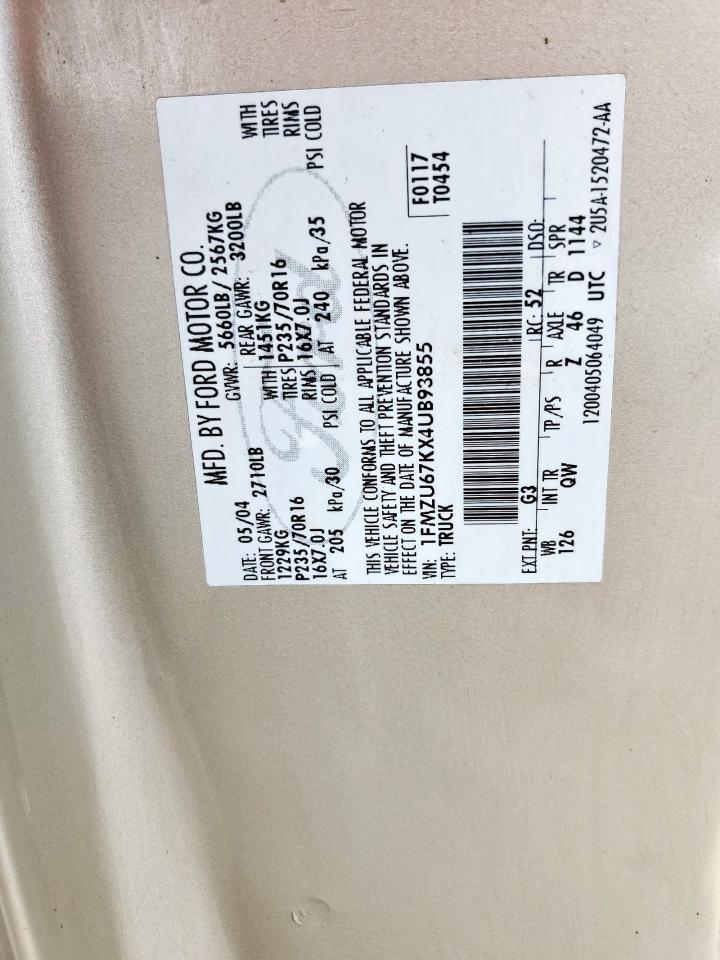 MFD. BY FORD MOTOR CO.
DATE: 05/04 GVWR: 5660LB / 2567KG
FRONT GAWR: 2710LB REAR GAWR: 3200LB WITH
1229KG WITH 1451KG TIRES
P235/70R16 TIRES P235/70R16 RIMS
16X7.0J RIMS 16X7.0J PSI COLD
AT 205 kPa/30 PSI COLD AT 240 kPa/35
Ford
THIS VEHICLE CONFORMS TO ALL APPLICABLE FEDERAL MOTOR
VEHICLE SAFETY AND THEFT PREVENTION STANDARDS IN
EFFECT ON THE DATE OF MANUFACTURE SHOWN ABOVE.
VIN: 1FMZU67KX4UB93855 F0117
TYPE: TRUCK T0454
EXT PNT: G3 RC: 52 DSO:
WB INT TR TP/PS R AXLE TR SPR
126 QW Z 46 D 1144
1200405064049 UTC ▽ 2U5A-1520472-AA